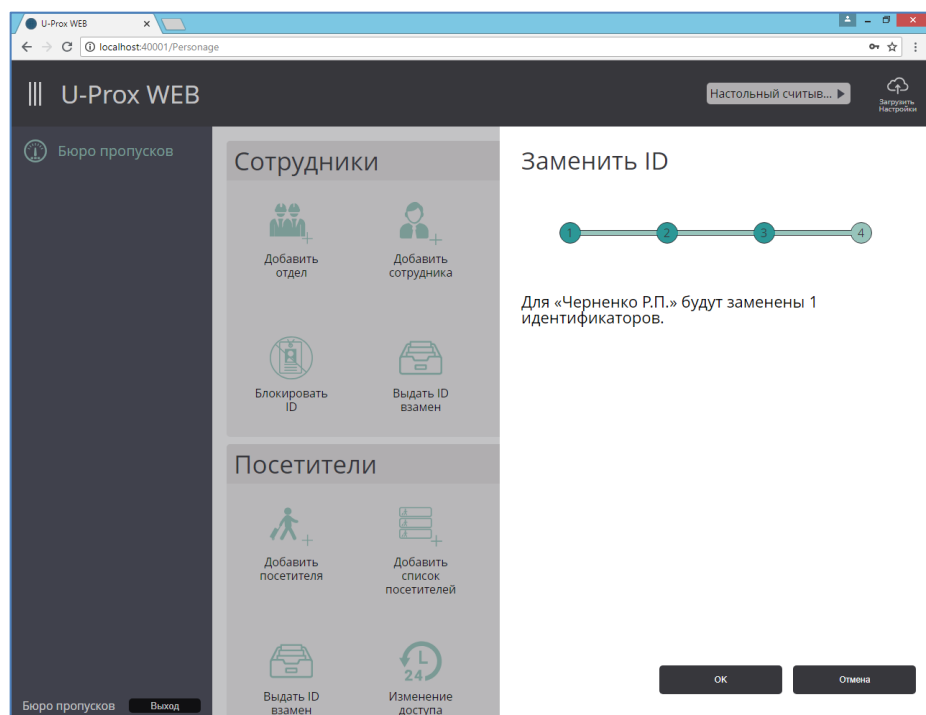 U-Prox WEB
localhost:40001/Personage
U-Prox WEB
Настольный считыв...
Загрузить
Настройки
Бюро пропусков
Сотрудники
Добавить
отдел
Добавить
сотрудника
Блокировать
ID
Выдать ID
взамен
Посетители
Добавить
посетителя
Добавить
список
посетителей
Выдать ID
взамен
24
Изменение
доступа
Заменить ID
1 2 3 4
Для «Черненко Р.П.» будут заменены 1
идентификаторов.
ОК
Отмена
Бюро пропусков
Выход